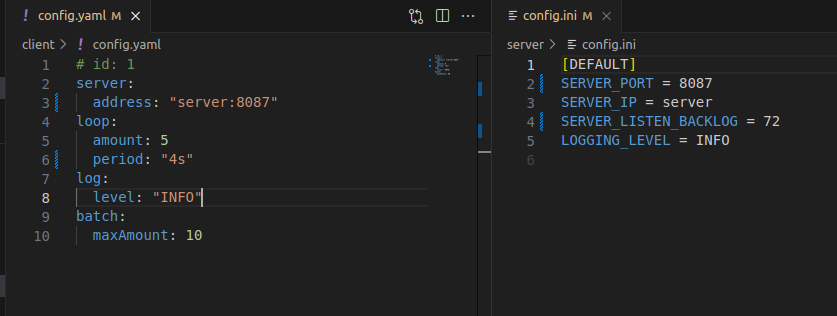 ! config.yaml M ×
client > ! config.yaml
1 # id: 1
2 server:
3   address: "server:8087"
4 loop:
5   amount: 5
6   period: "4s"
7 log:
8   level: "INFO"
9 batch:
10   maxAmount: 10
config.ini M ×
server > config.ini
1 [DEFAULT]
2 SERVER_PORT = 8087
3 SERVER_IP = server
4 SERVER_LISTEN_BACKLOG = 72
5 LOGGING_LEVEL = INFO
6